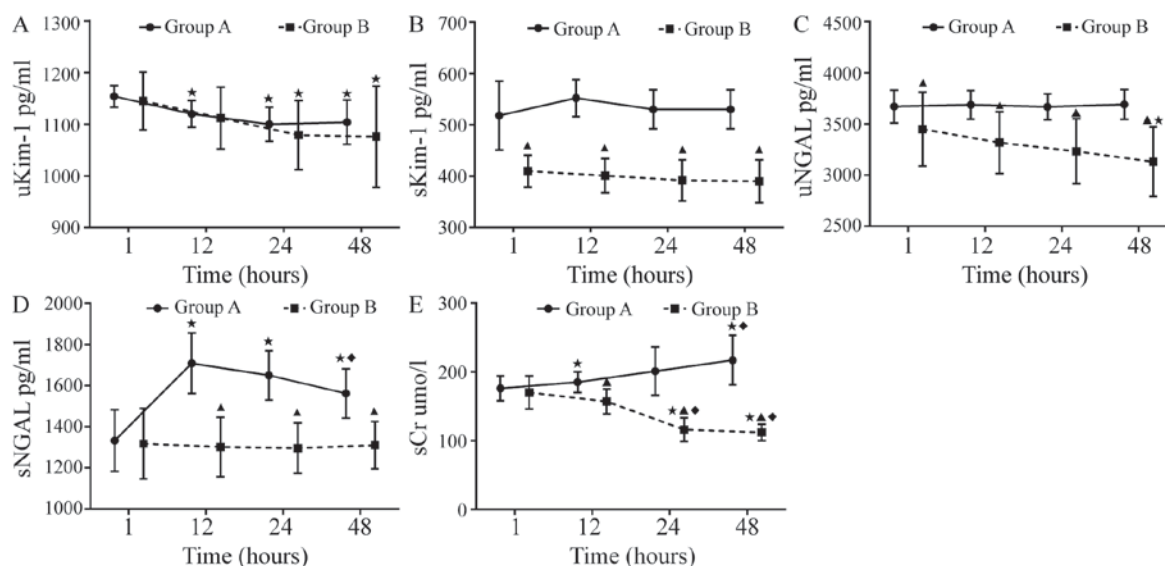 A
Group A
Group B
uKim-1 pg/ml
1300
1200
1100
1000
900
1
12
24
48
Time (hours)
B
Group A
Group B
sKim-1 pg/ml
700
600
500
400
300
1
12
24
48
Time (hours)
C
Group A
Group B
uNGAL pg/ml
4500
4000
3500
3000
2500
1
12
24
48
Time (hours)
D
Group A
Group B
sNGAL pg/ml
2000
1800
1600
1400
1200
1000
1
12
24
48
Time (hours)
E
Group A
Group B
sCr umo/l
300
200
100
0
1
12
24
48
Time (hours)